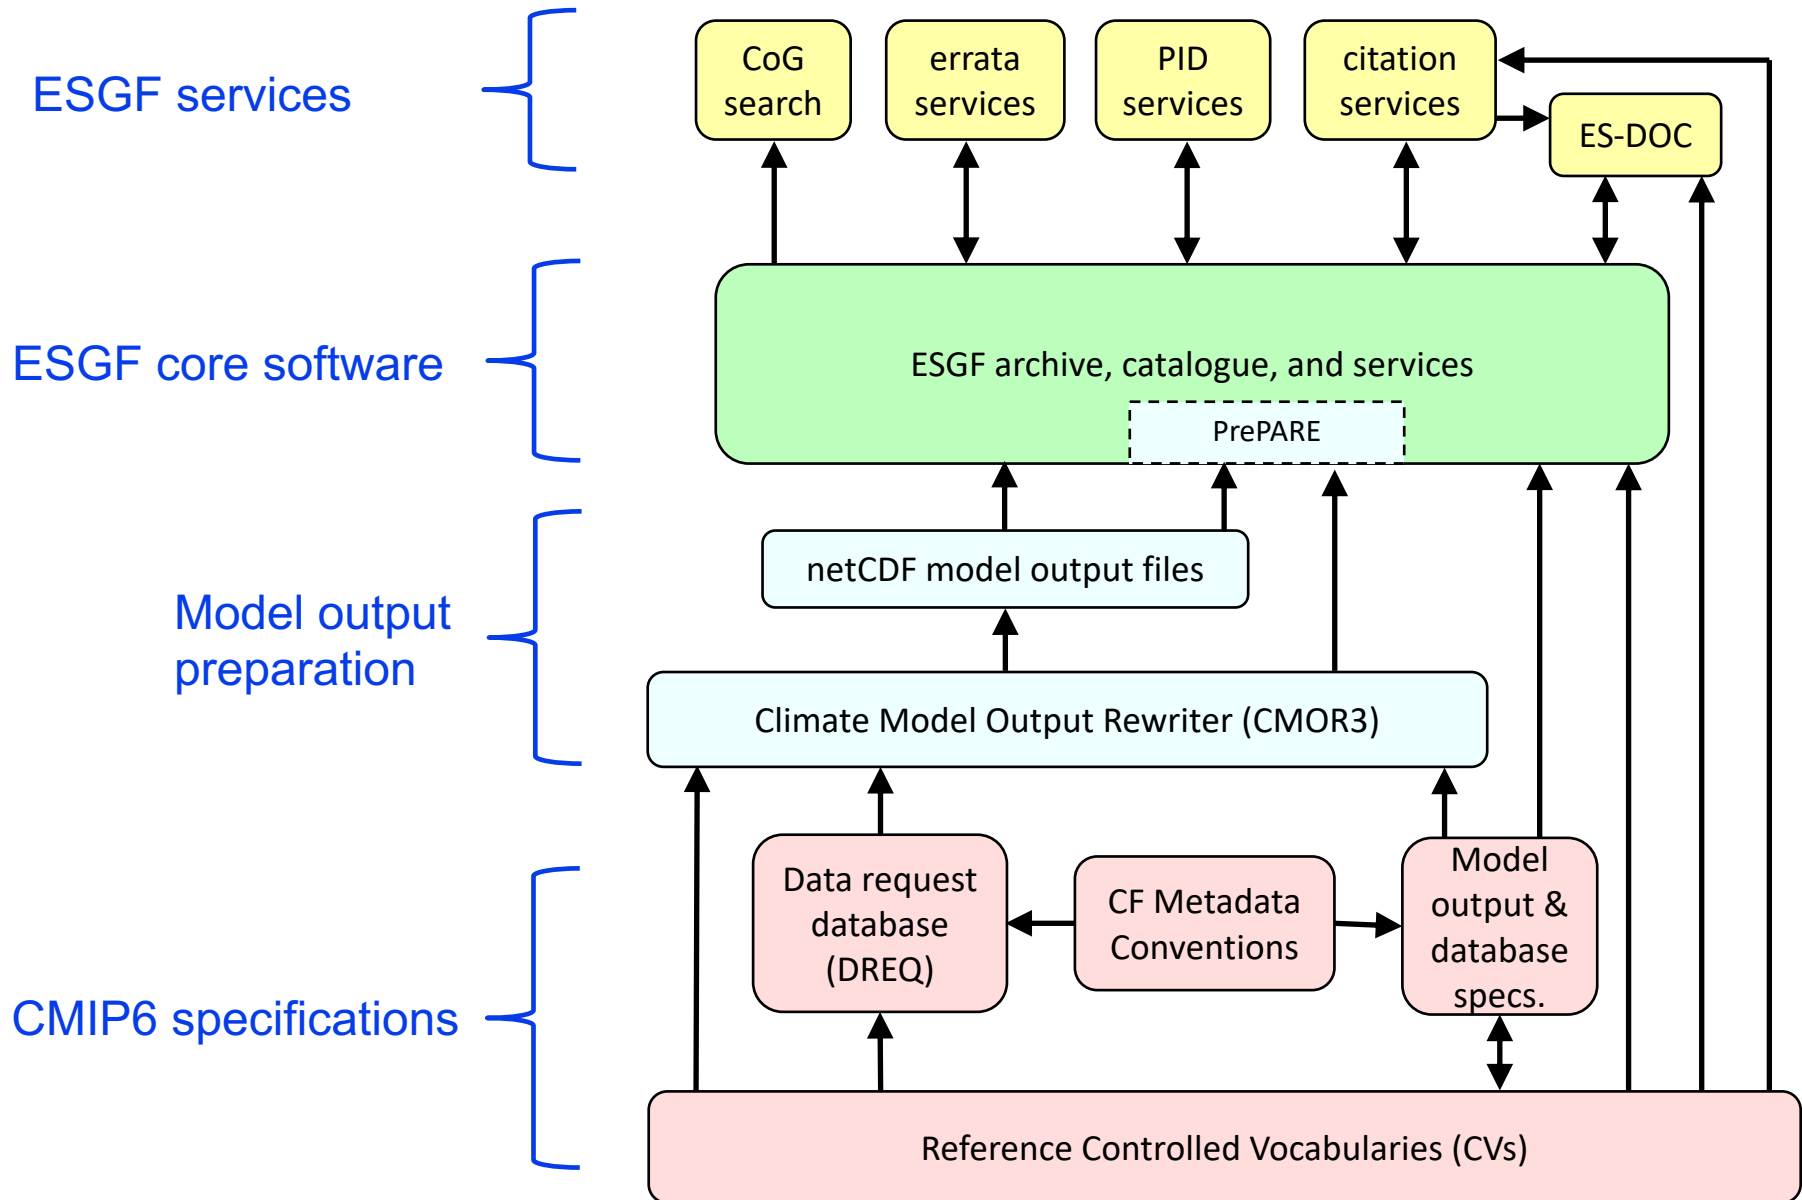 ESGF services
CoG
search
errata
services
PID
services
citation
services
ES-DOC
ESGF core software
ESGF archive, catalogue, and services
PrePARE
Model output
preparation
netCDF model output files
Climate Model Output Rewriter (CMOR3)
CMIP6 specifications
Data request
database
(DREQ)
CF Metadata
Conventions
Model
output &
database
specs.
Reference Controlled Vocabularies (CVs)